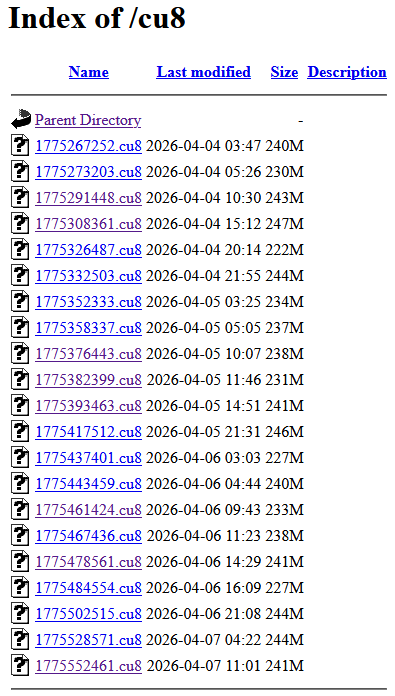 Index of /cu8
Name Last modified Size Description
Parent Directory -
1775267252.cu8 2026-04-04 03:47 240M
1775273203.cu8 2026-04-04 05:26 230M
1775291448.cu8 2026-04-04 10:30 243M
1775308361.cu8 2026-04-04 15:12 247M
1775326487.cu8 2026-04-04 20:14 222M
1775332503.cu8 2026-04-04 21:55 244M
1775352333.cu8 2026-04-05 03:25 234M
1775358337.cu8 2026-04-05 05:05 237M
1775376443.cu8 2026-04-05 10:07 238M
1775382399.cu8 2026-04-05 11:46 231M
1775393463.cu8 2026-04-05 14:51 241M
1775417512.cu8 2026-04-05 21:31 246M
1775437401.cu8 2026-04-06 03:03 227M
1775443459.cu8 2026-04-06 04:44 240M
1775461424.cu8 2026-04-06 09:43 233M
1775467436.cu8 2026-04-06 11:23 238M
1775478561.cu8 2026-04-06 14:29 241M
1775484554.cu8 2026-04-06 16:09 227M
1775502515.cu8 2026-04-06 21:08 244M
1775528571.cu8 2026-04-07 04:22 244M
1775552461.cu8 2026-04-07 11:01 241M